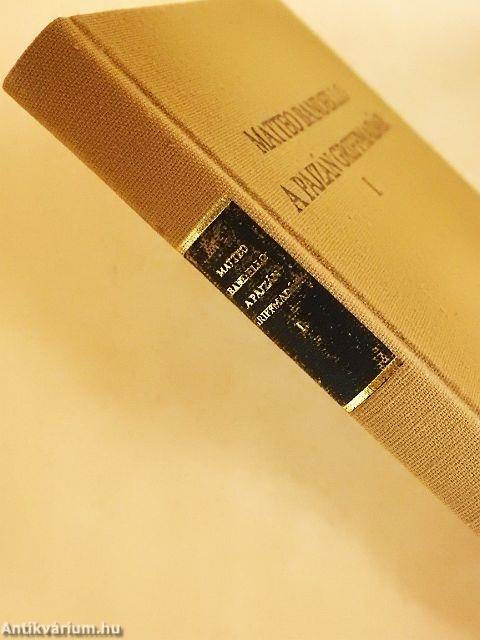 MATTEO BANDELLO
A PAJZÁN GRIFFMADÁR
I
MATTEO
BANDELLO
A PAJZÁN
GRIFFMADÁR
I.
Antikvárium.hu